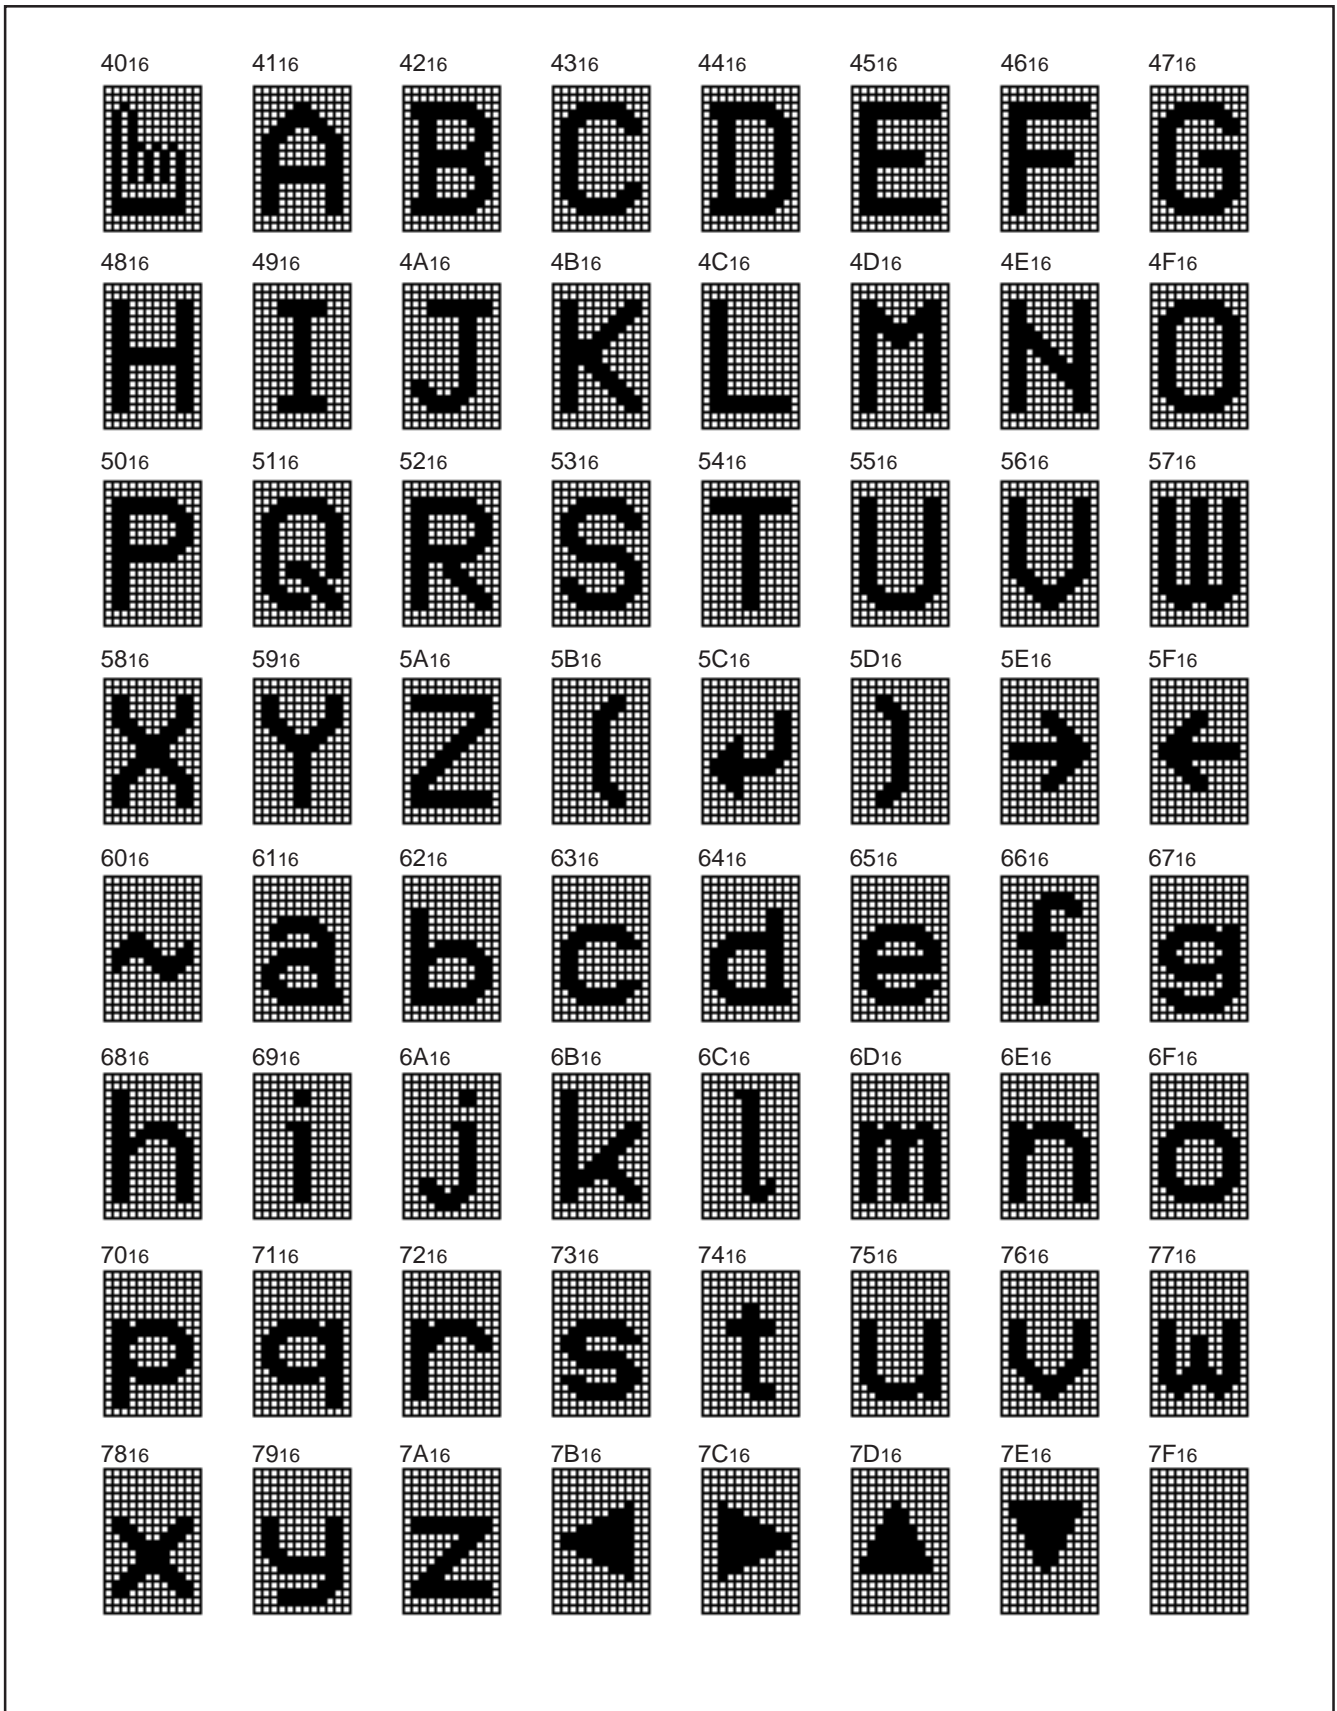 40₁₆ 41₁₆ 42₁₆ 43₁₆ 44₁₆ 45₁₆ 46₁₆ 47₁₆
A B C D E F G
48₁₆ 49₁₆ 4A₁₆ 4B₁₆ 4C₁₆ 4D₁₆ 4E₁₆ 4F₁₆
H I J K L M N O
50₁₆ 51₁₆ 52₁₆ 53₁₆ 54₁₆ 55₁₆ 56₁₆ 57₁₆
P Q R S T U V W
58₁₆ 59₁₆ 5A₁₆ 5B₁₆ 5C₁₆ 5D₁₆ 5E₁₆ 5F₁₆
X Y Z ( ⤶ ) → ←
60₁₆ 61₁₆ 62₁₆ 63₁₆ 64₁₆ 65₁₆ 66₁₆ 67₁₆
~ a b c d e f g
68₁₆ 69₁₆ 6A₁₆ 6B₁₆ 6C₁₆ 6D₁₆ 6E₁₆ 6F₁₆
h i j k l m n o
70₁₆ 71₁₆ 72₁₆ 73₁₆ 74₁₆ 75₁₆ 76₁₆ 77₁₆
p q r s t u v w
78₁₆ 79₁₆ 7A₁₆ 7B₁₆ 7C₁₆ 7D₁₆ 7E₁₆ 7F₁₆
x y z ◀ ▶ ▲ ▼